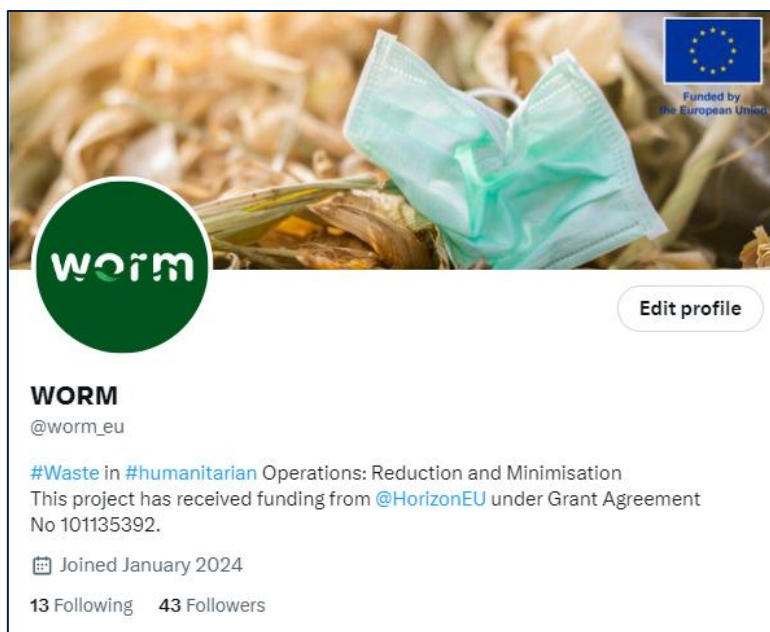 Funded by
the European Union
worm
Edit profile
WORM
@worm_eu
#Waste in #humanitarian Operations: Reduction and Minimisation
This project has received funding from @HorizonEU under Grant Agreement
No 101135392.
Joined January 2024
13 Following 43 Followers